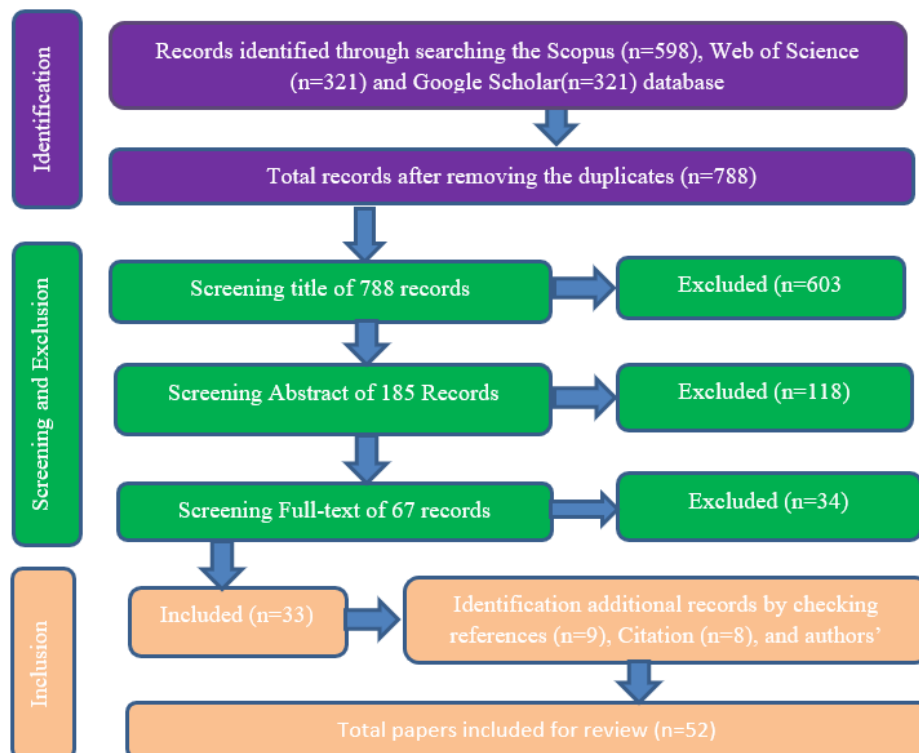 Identification
Records identified through searching the Scopus (n=598), Web of Science
(n=321) and Google Scholar(n=321) database
Total records after removing the duplicates (n=788)
Screening and Exclusion
Screening title of 788 records
Excluded (n=603
Screening Abstract of 185 Records
Excluded (n=118)
Screening Full-text of 67 records
Excluded (n=34)
Inclusion
Included (n=33)
Identification additional records by checking
references (n=9), Citation (n=8), and authors’
Total papers included for review (n=52)